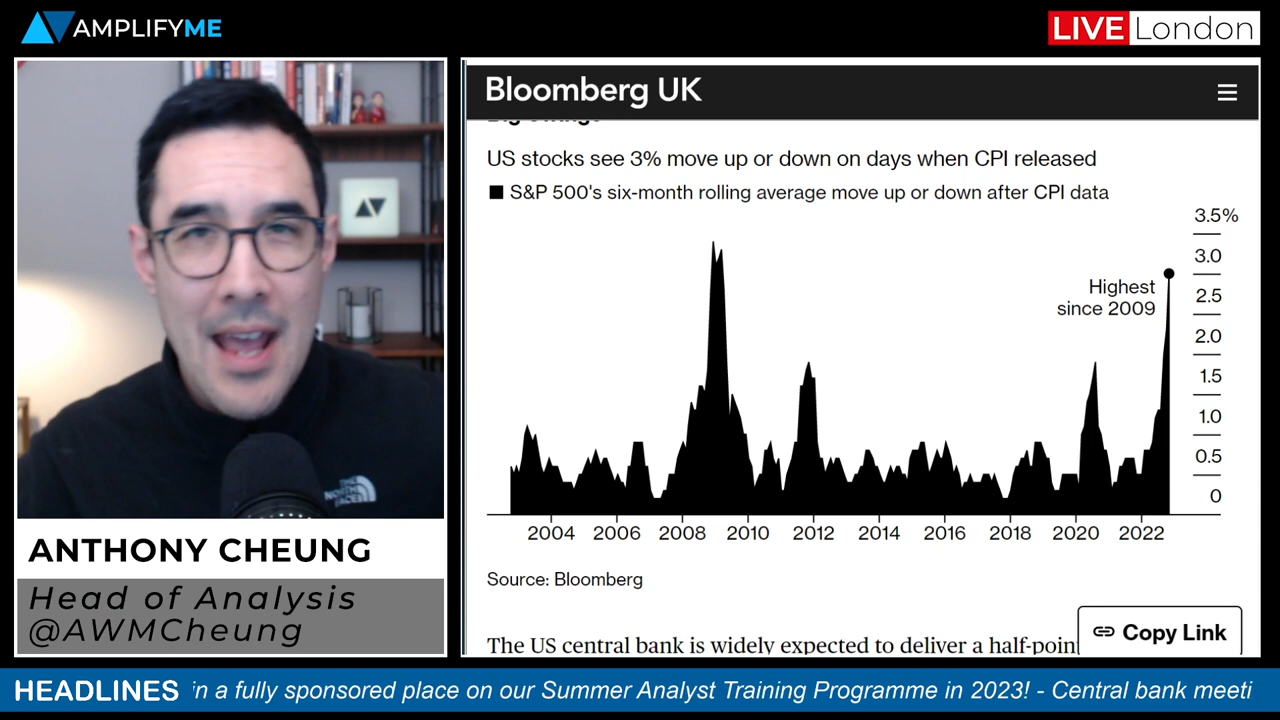 AMPLIFYME
LIVE London
THE
NORTH
FACE
ANTHONY CHEUNG
Head of Analysis
@AWMCheung
Bloomberg UK
US stocks see 3% move up or down on days when CPI released
S&P 500's six-month rolling average move up or down after CPI data
3.5%
3.0
2.5
2.0
1.5
1.0
0.5
0
Highest
since 2009
2004 2006 2008 2010 2012 2014 2016 2018 2020 2022
Source: Bloomberg
The US central bank is widely expected to deliver a half-poin
Copy Link
HEADLINES in a fully sponsored place on our Summer Analyst Training Programme in 2023! - Central bank meeti